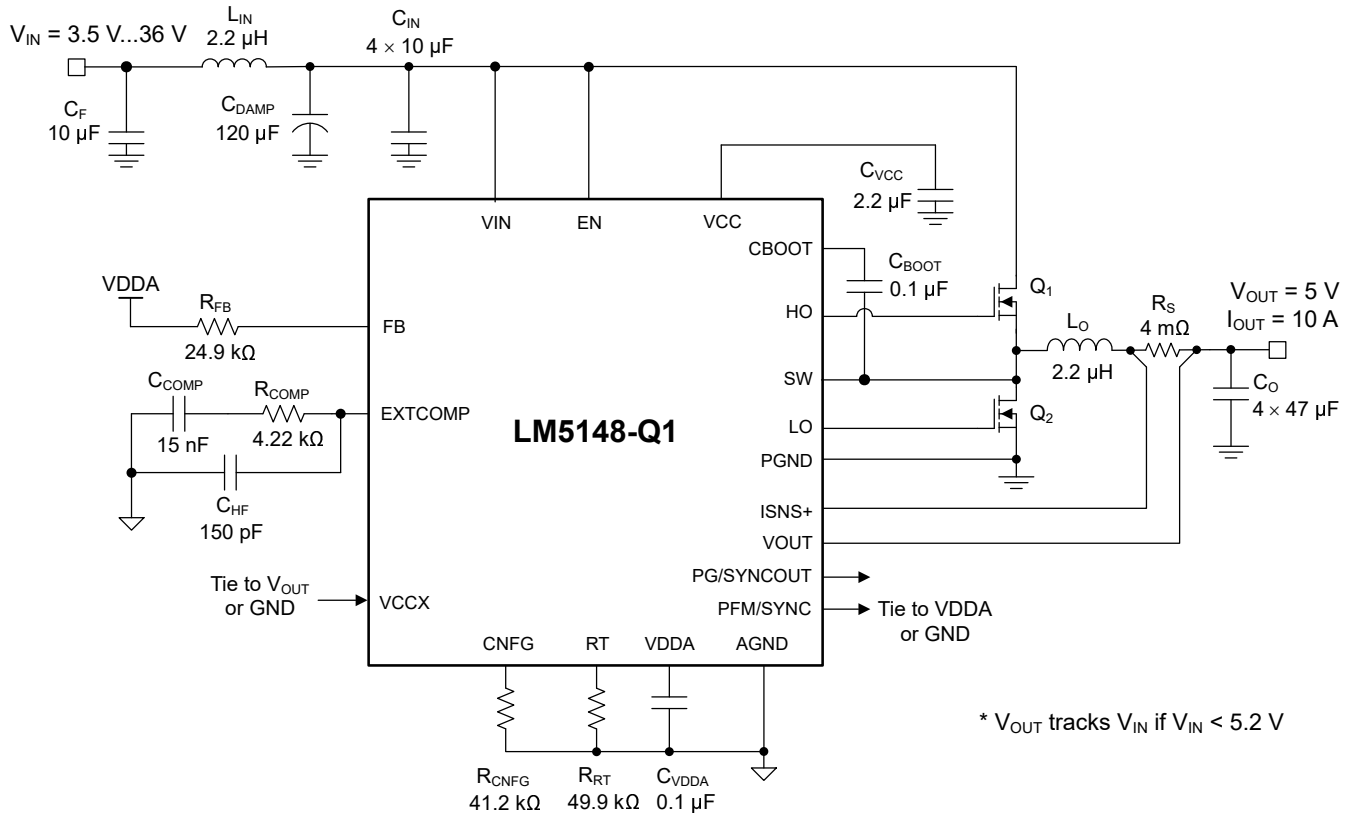 V_IN = 3.5 V...36 V
L_IN
2.2 µH
C_IN
4 × 10 µF
C_F
10 µF
C_DAMP
120 µF
C_VCC
2.2 µF
VIN
EN
VCC
CBOOT
C_BOOT
0.1 µF
VDDA
R_FB
24.9 kΩ
FB
HO
Q_1
L_O
2.2 µH
R_S
4 mΩ
V_OUT = 5 V
I_OUT = 10 A
C_O
4 × 47 µF
SW
C_COMP
15 nF
R_COMP
4.22 kΩ
EXTCOMP
C_HF
150 pF
LM5148-Q1
LO
Q_2
PGND
ISNS+
VOUT
PG/SYNCOUT
PFM/SYNC
Tie to VDDA
or GND
Tie to V_OUT
or GND
VCCX
CNFG
RT
VDDA
AGND
R_CNFG
41.2 kΩ
R_RT
49.9 kΩ
C_VDDA
0.1 µF
* V_OUT tracks V_IN if V_IN < 5.2 V